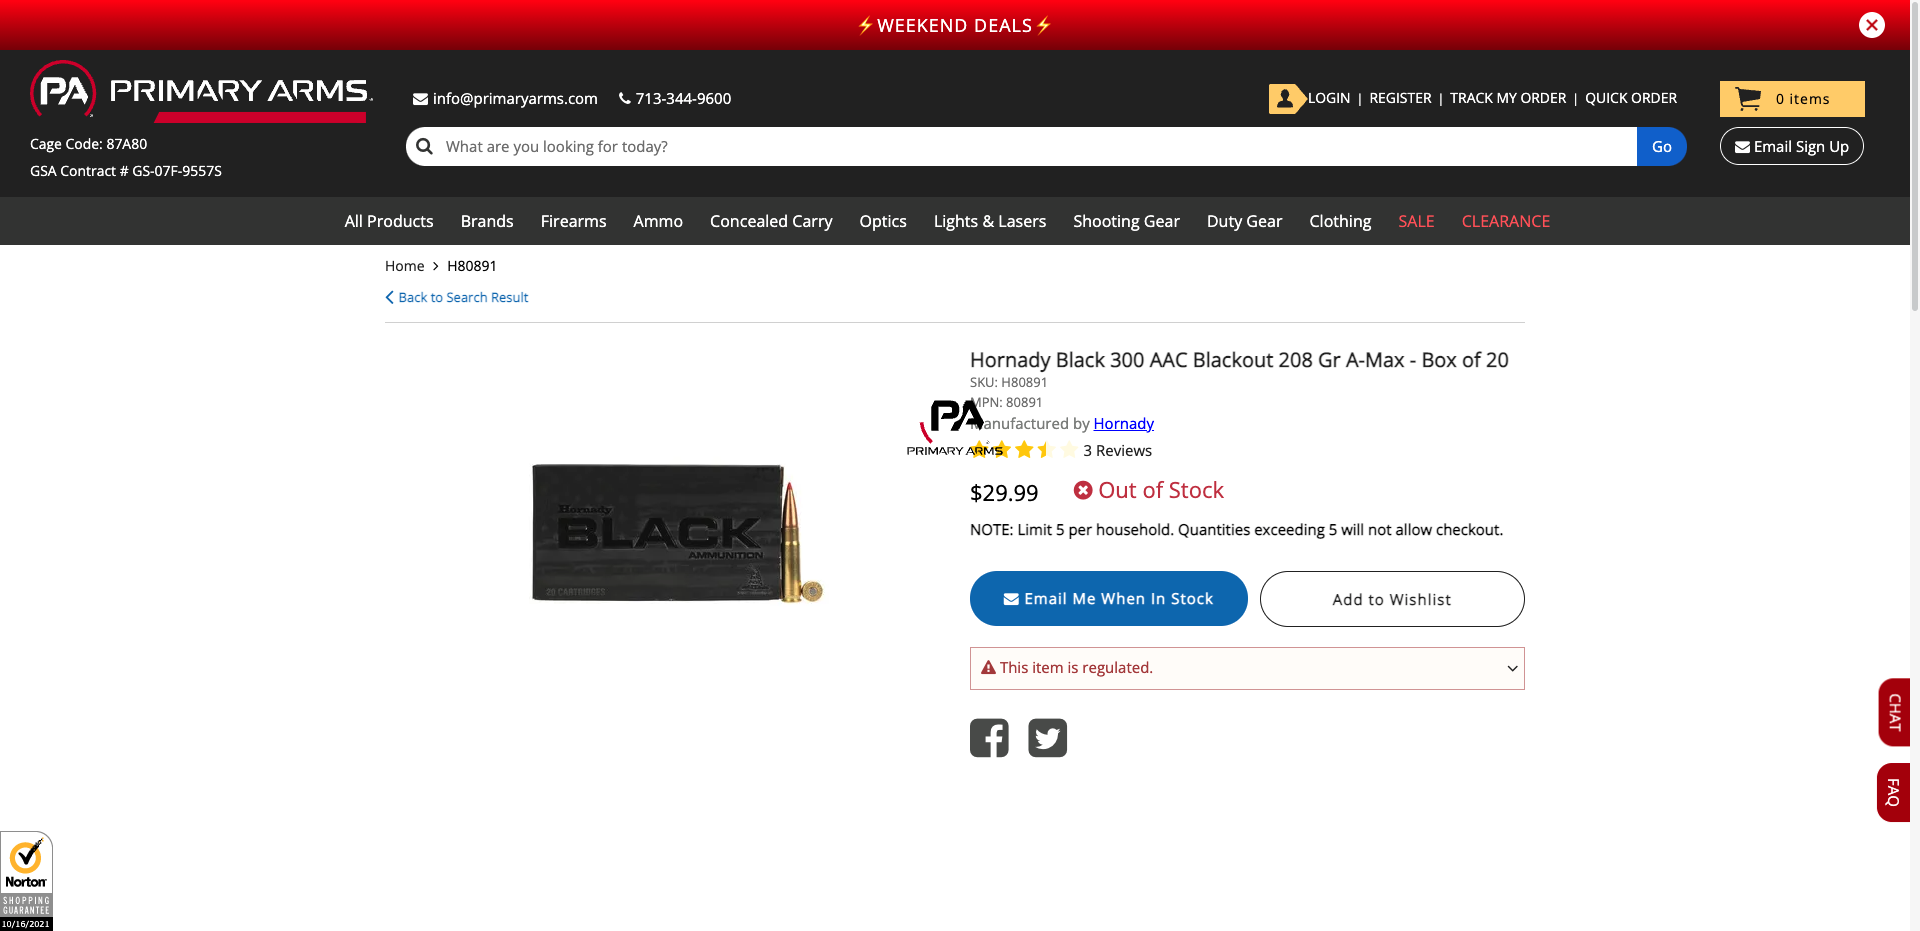 ⚡WEEKEND DEALS⚡
PA PRIMARY ARMS
info@primaryarms.com 713-344-9600
LOGIN | REGISTER | TRACK MY ORDER | QUICK ORDER
0 items
Cage Code: 87A80
GSA Contract # GS-07F-9557S
What are you looking for today?
Go
Email Sign Up
All Products Brands Firearms Ammo Concealed Carry Optics Lights & Lasers Shooting Gear Duty Gear Clothing SALE CLEARANCE
Home > H80891
Back to Search Result
Hornady
BLACK
AMMUNITION
20 CARTRIDGES
PA
PRIMARY ARMS
Hornady Black 300 AAC Blackout 208 Gr A-Max - Box of 20
SKU: H80891
MPN: 80891
Manufactured by Hornady
3 Reviews
$29.99 Out of Stock
NOTE: Limit 5 per household. Quantities exceeding 5 will not allow checkout.
Email Me When In Stock
Add to Wishlist
This item is regulated.
CHAT
FAQ
Norton
SHOPPING
GUARANTEE
10/16/2021